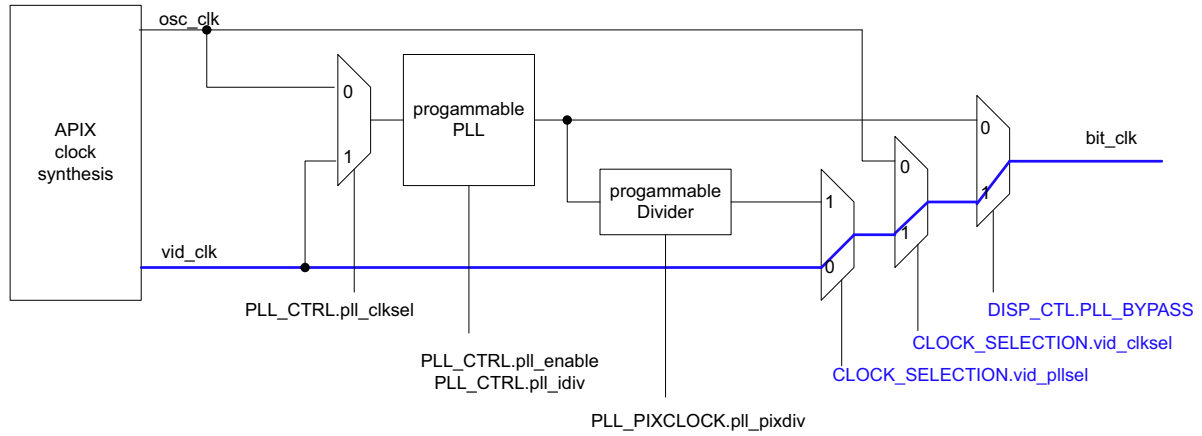 osc_clk
APIX
clock
synthesis
0
1
progammable
PLL
progammable
Divider
1
0
0
1
0
1
bit_clk
vid_clk
PLL_CTRL.pll_clksel
PLL_CTRL.pll_enable
PLL_CTRL.pll_idiv
PLL_PIXCLOCK.pll_pixdiv
DISP_CTL.PLL_BYPASS
CLOCK_SELECTION.vid_clksel
CLOCK_SELECTION.vid_pllsel